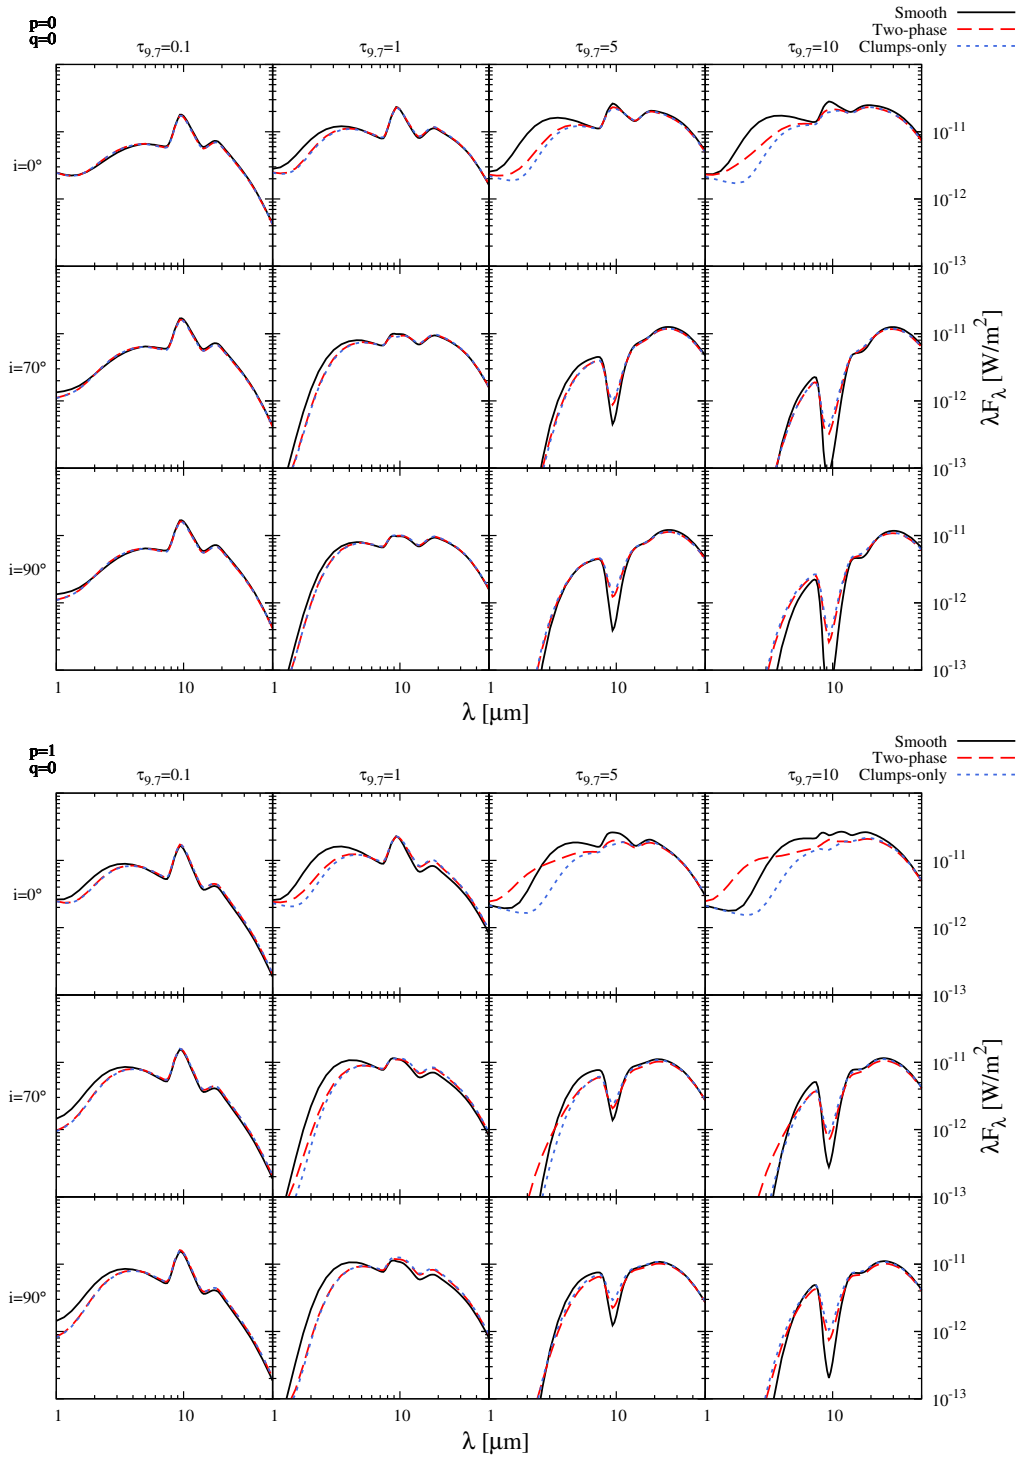 p=0
q=0
Smooth
Two-phase
Clumps-only
τ9.7=0.1 τ9.7=1 τ9.7=5 τ9.7=10
i=0°
10-11
10-12
10-13
i=70°
10-11
10-12
10-13
i=90°
10-11
10-12
10-13
λFλ [W/m2]
1 10 1 10 1 10 1 10
λ [μm]
p=1
q=0
Smooth
Two-phase
Clumps-only
τ9.7=0.1 τ9.7=1 τ9.7=5 τ9.7=10
i=0°
10-11
10-12
10-13
i=70°
10-11
10-12
10-13
i=90°
10-11
10-12
10-13
λFλ [W/m2]
1 10 1 10 1 10 1 10
λ [μm]